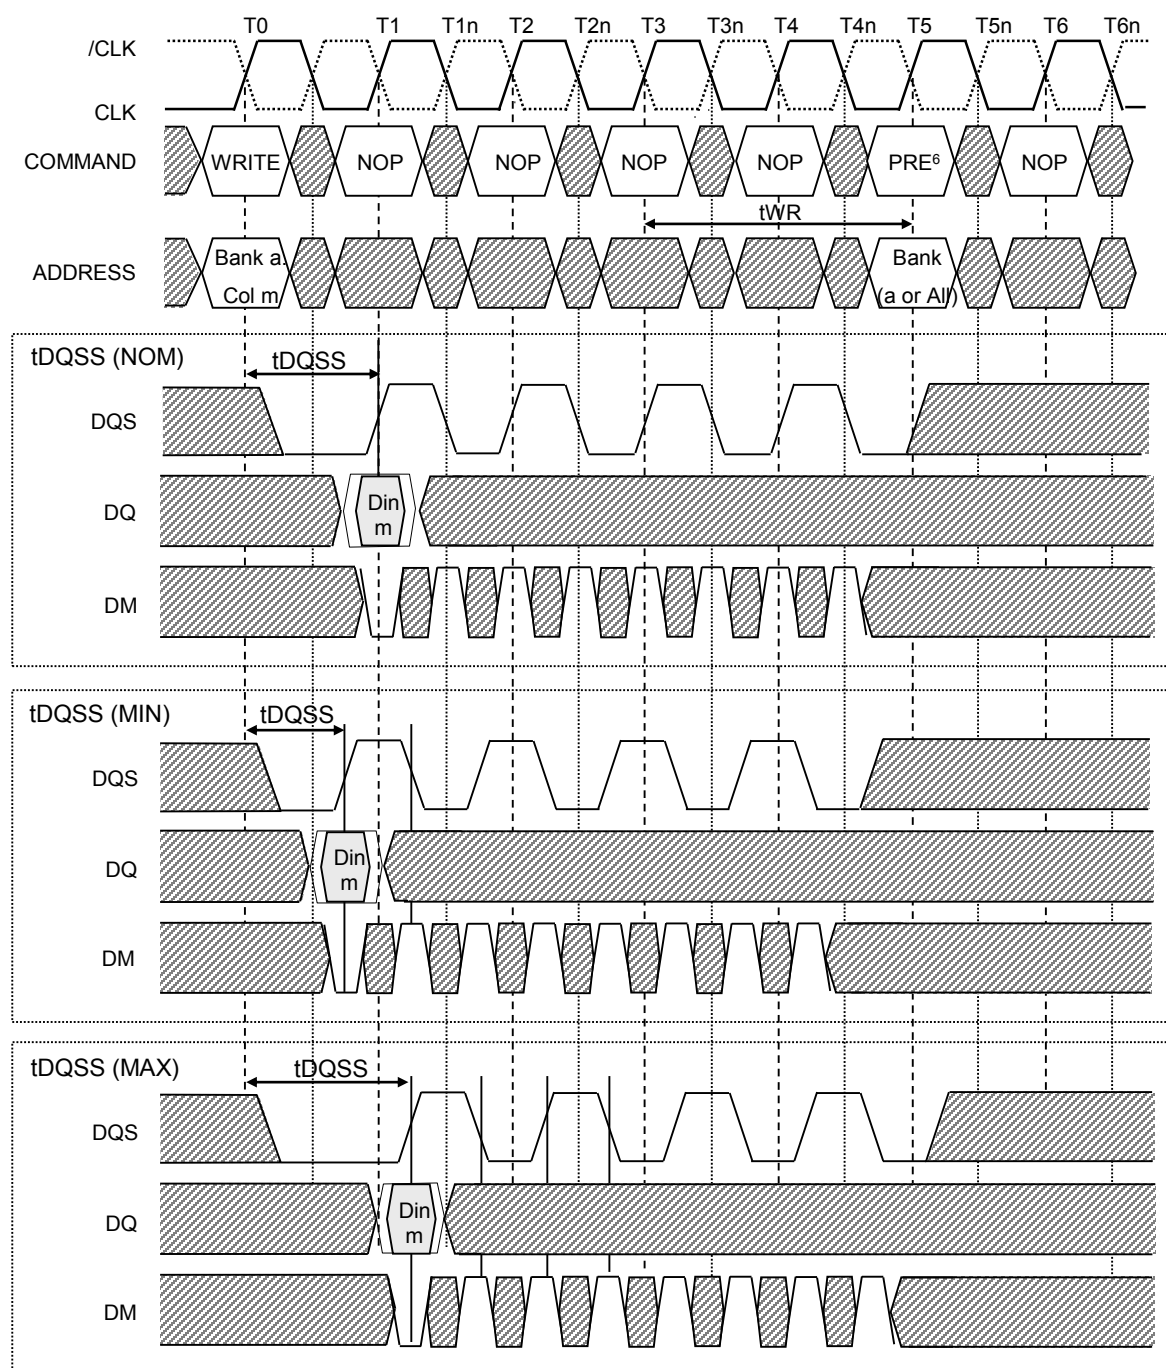 T0 T1 T1n T2 T2n T3 T3n T4 T4n T5 T5n T6 T6n
/CLK
CLK
COMMAND WRITE NOP NOP NOP NOP PRE⁶ NOP
tWR
ADDRESS Bank a. Bank
Col m (a or All)
tDQSS (NOM) tDQSS
DQS
DQ Din
m
DM
tDQSS (MIN) tDQSS
DQS
DQ Din
m
DM
tDQSS (MAX) tDQSS
DQS
DQ Din
m
DM